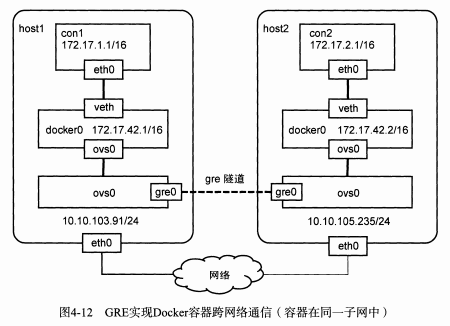 host1
con1
172.17.1.1/16
eth0
veth
docker0 172.17.42.1/16
ovs0
ovs0
gre0
10.10.103.91/24
eth0
gre 隧道
host2
con2
172.17.2.1/16
eth0
veth
docker0 172.17.42.2/16
ovs0
gre0
ovs0
10.10.105.235/24
eth0
网络
图4-12 GRE实现Docker容器跨网络通信（容器在同一子网中）